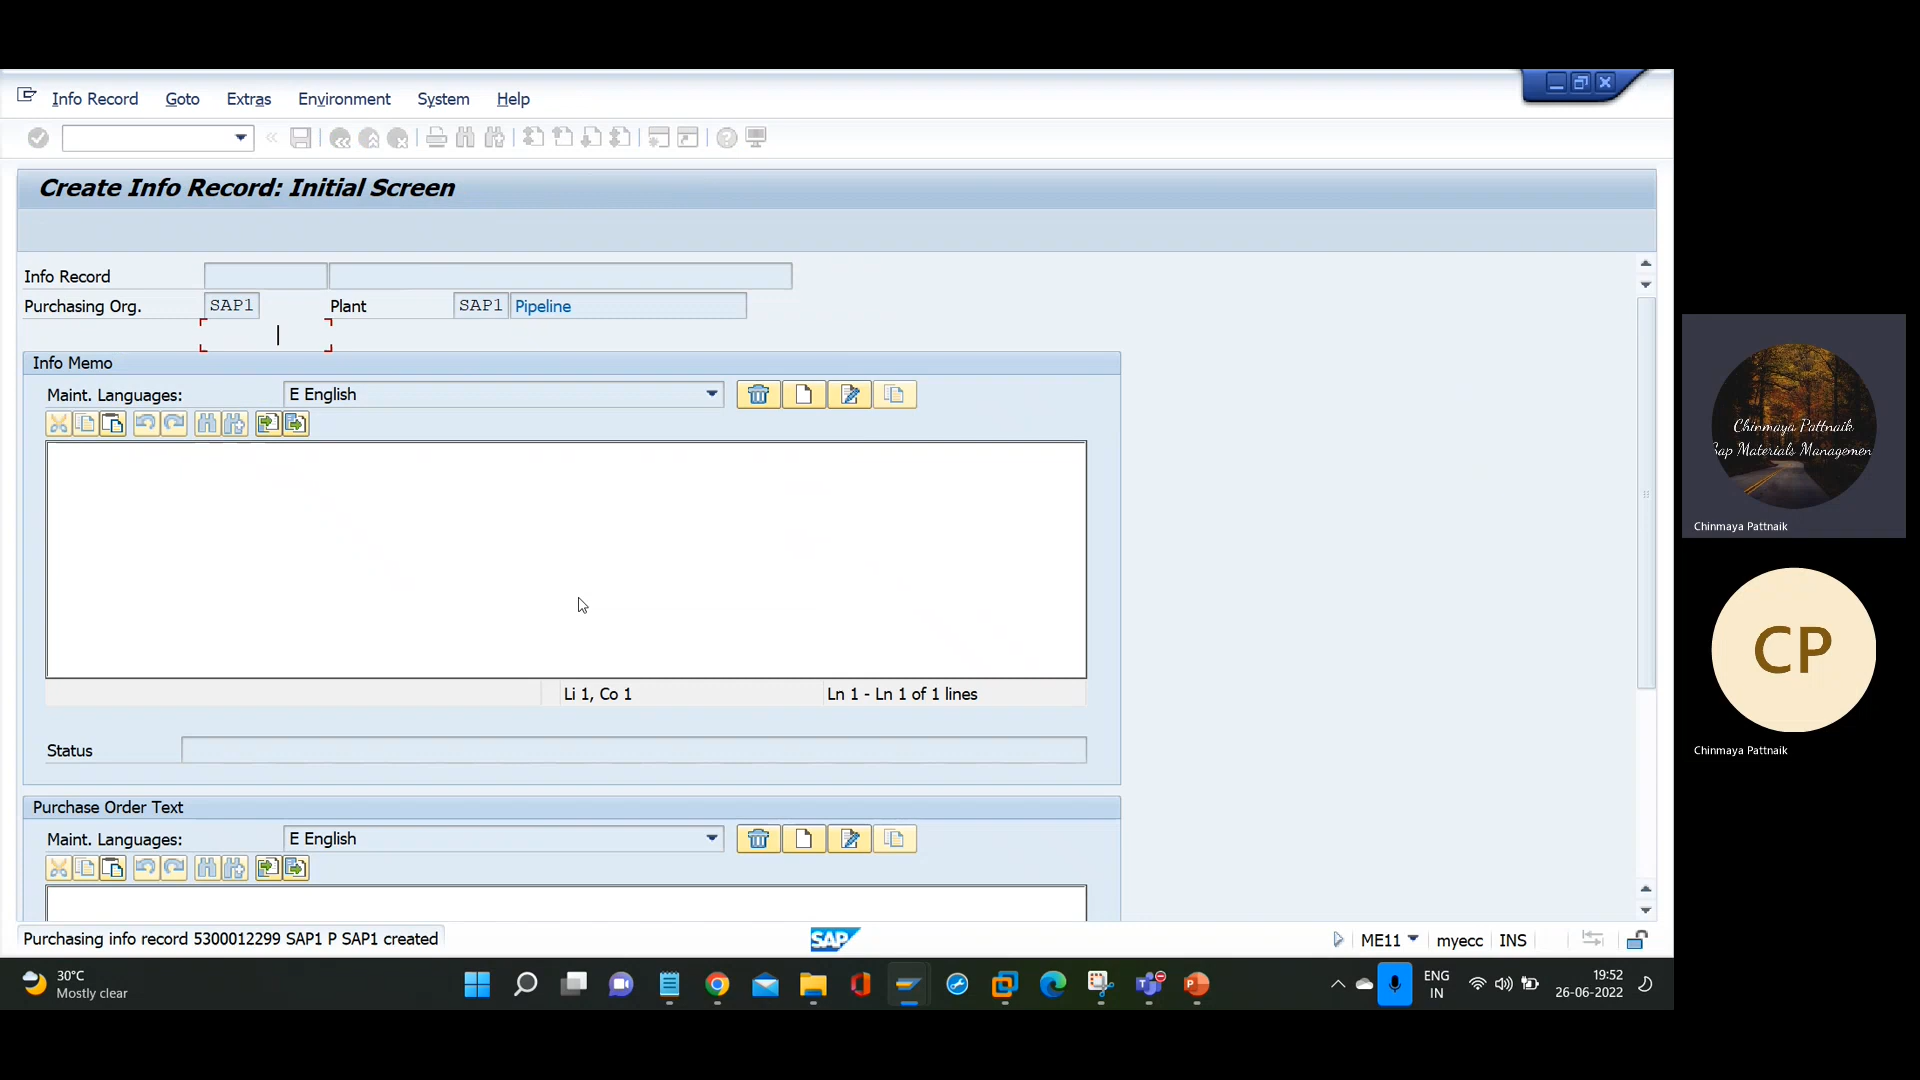 Info Record Goto Extras Environment System Help
Create Info Record: Initial Screen
Info Record
Purchasing Org. SAP1 Plant SAP1 Pipeline
Info Memo
Maint. Languages: E English
Li 1, Co 1 Ln 1 - Ln 1 of 1 lines
Status
Purchase Order Text
Maint. Languages: E English
Purchasing info record 5300012299 SAP1 P SAP1 created
SAP
ME11 myecc INS
30°C
Mostly clear
ENG
IN
19:52
26-06-2022
Chinmaya Pattnaik
Sap Materials Managemen
Chinmaya Pattnaik
CP
Chinmaya Pattnaik